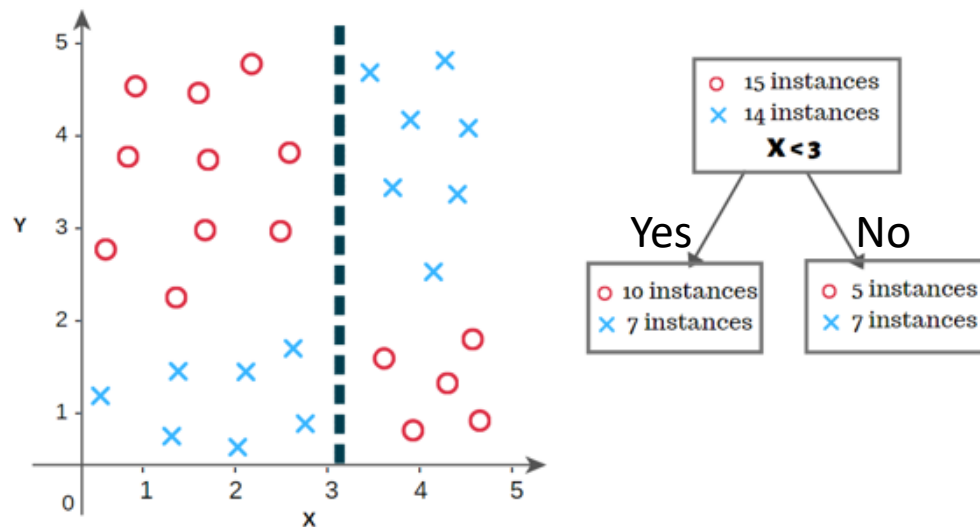 5
4
3
2
1
0
Y
1 2 3 4 5
X
15 instances
14 instances
X < 3
Yes No
10 instances
7 instances
5 instances
7 instances